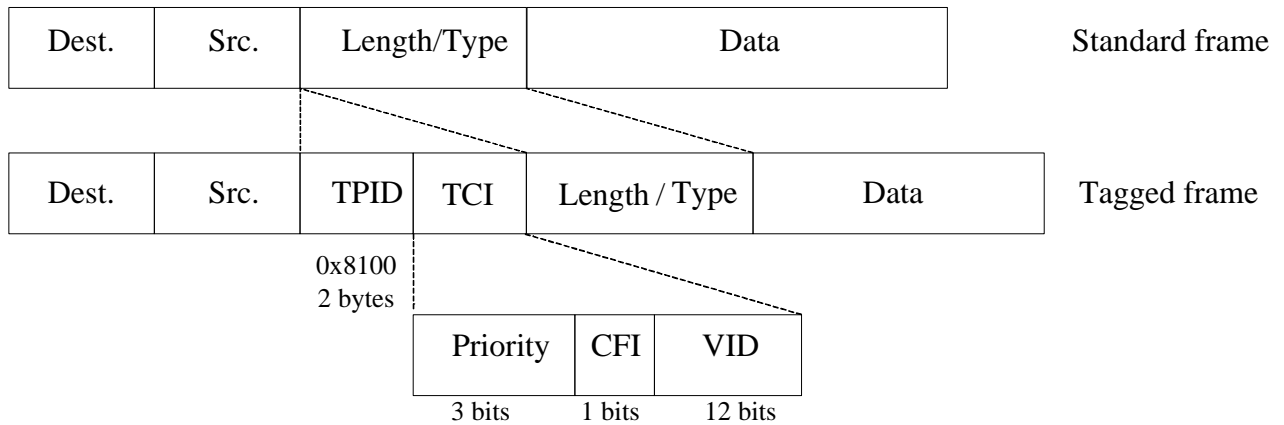 Dest. Src. Length/Type Data Standard frame
Dest. Src. TPID TCI Length / Type Data Tagged frame
0x8100
2 bytes
Priority CFI VID
3 bits 1 bits 12 bits